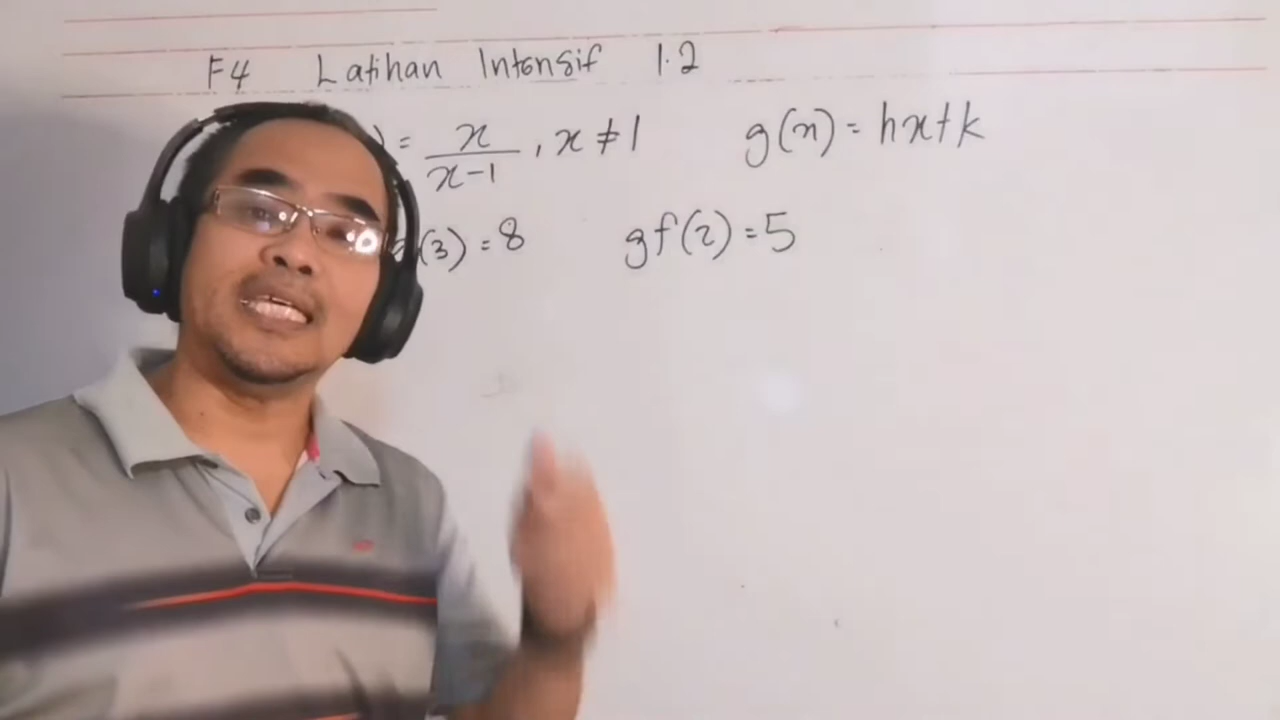 F4 Latihan Intensif 1.2
) = x/(x-1) , x ≠ 1 g(x) = hx+k
(3) = 8 gf(2) = 5